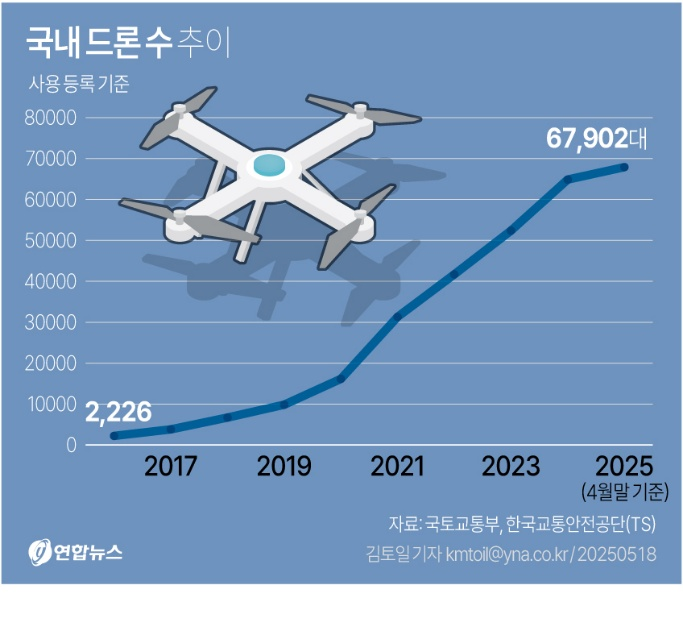 국내 드론 수 추이
사용 등록 기준
80000
70000
60000
50000
40000
30000
20000
10000
0
67,902대
2,226
2017 2019 2021 2023 2025
(4월말 기준)
자료: 국토교통부, 한국교통안전공단(TS)
연합뉴스
김토일 기자 kmtoil@yna.co.kr / 20250518